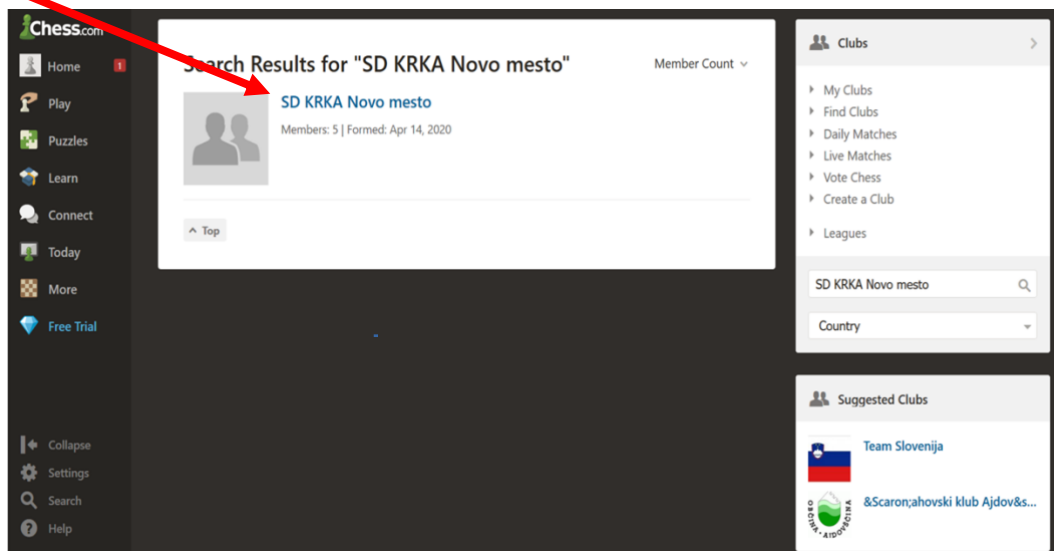 Chess.com
Home 1
Play
Puzzles
Learn
Connect
Today
More
Free Trial
Collapse
Settings
Search
Help
Search Results for "SD KRKA Novo mesto"
Member Count
SD KRKA Novo mesto
Members: 5 | Formed: Apr 14, 2020
Top
Clubs
My Clubs
Find Clubs
Daily Matches
Live Matches
Vote Chess
Create a Club
Leagues
SD KRKA Novo mesto
Country
Suggested Clubs
Team Slovenija
&Scaron;ahovski klub Ajdov&s...
OBČINA · AJDOVŠČINA